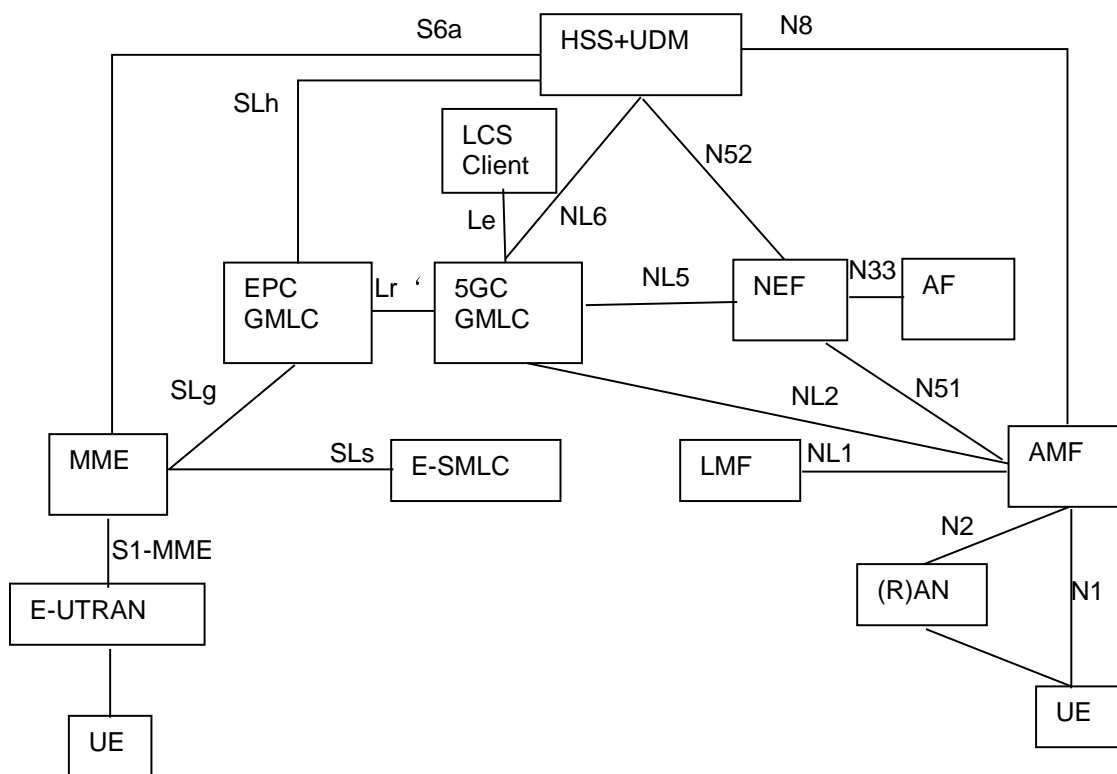 S6a
HSS+UDM
N8
SLh
LCS
Client
N52
Le
NL6
EPC
GMLC
Lr ‘
5GC
GMLC
NL5
NEF
N33
AF
SLg
NL2
N51
MME
SLs
E-SMLC
LMF
NL1
AMF
S1-MME
N2
E-UTRAN
(R)AN
N1
UE
UE